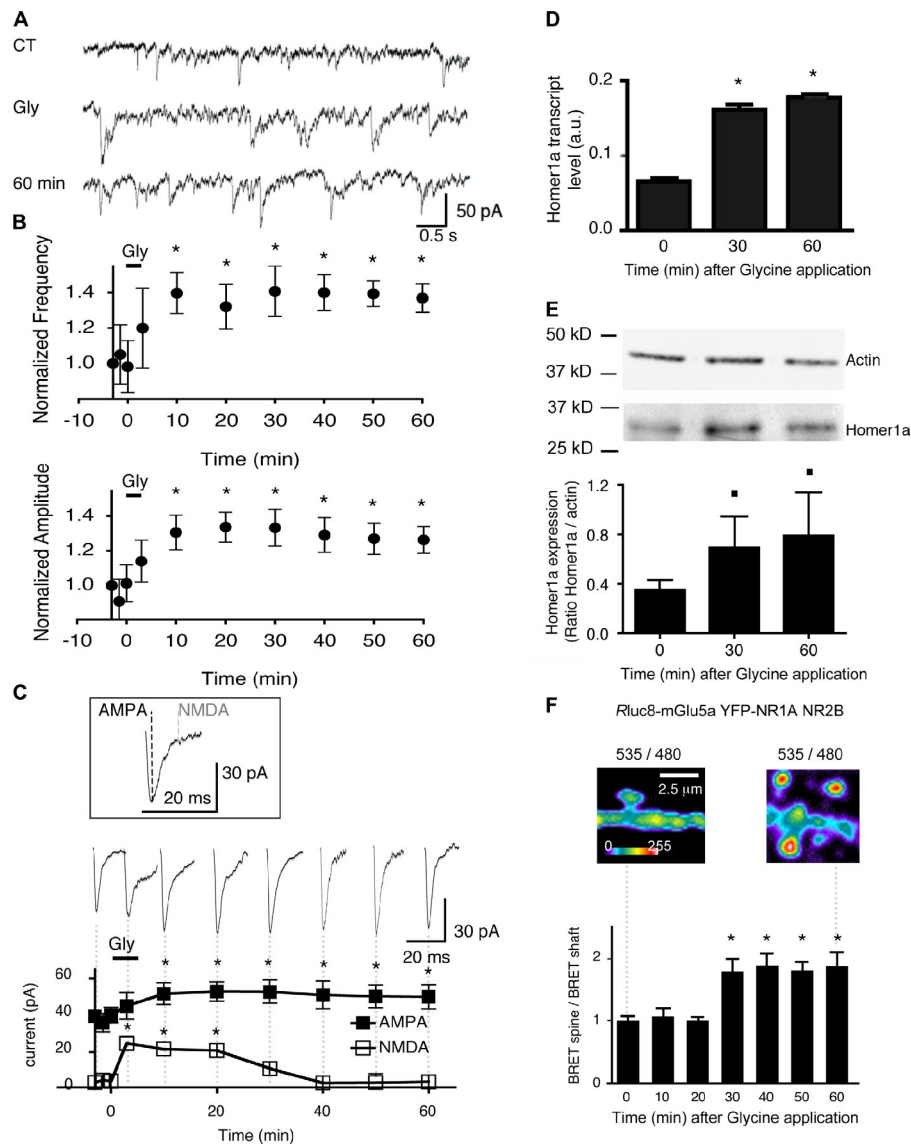 A
CT
Gly
60 min
50 pA
0.5 s
B
Normalized Frequency
Gly
* * * * * *
1.4
1.2
1.0
-10 0 10 20 30 40 50 60
Time (min)
Normalized Amplitude
Gly
* * * * * *
1.4
1.2
1.0
-10 0 10 20 30 40 50 60
Time (min)
C
AMPA NMDA
30 pA
20 ms
30 pA
20 ms
Gly
* * * * * * *
current (pA)
60
40
20
0
* * *
AMPA
NMDA
0 20 40 60
Time (min)
D
Homer1a transcript
level (a.u.)
* *
0.2
0.1
0.0
0 30 60
Time (min) after Glycine application
E
50 kD
37 kD
Actin
37 kD
25 kD
Homer1a
Homer1a expression
(Ratio Homer1a / actin)
1.2
0.8
0.4
0.0
0 30 60
Time (min) after Glycine application
F
Rluc8-mGlu5a YFP-NR1A NR2B
535 / 480 535 / 480
2.5 µm
0 255
BRET spine / BRET shaft
* * * *
2
1
0
0 10 20 30 40 50 60
Time (min) after Glycine application